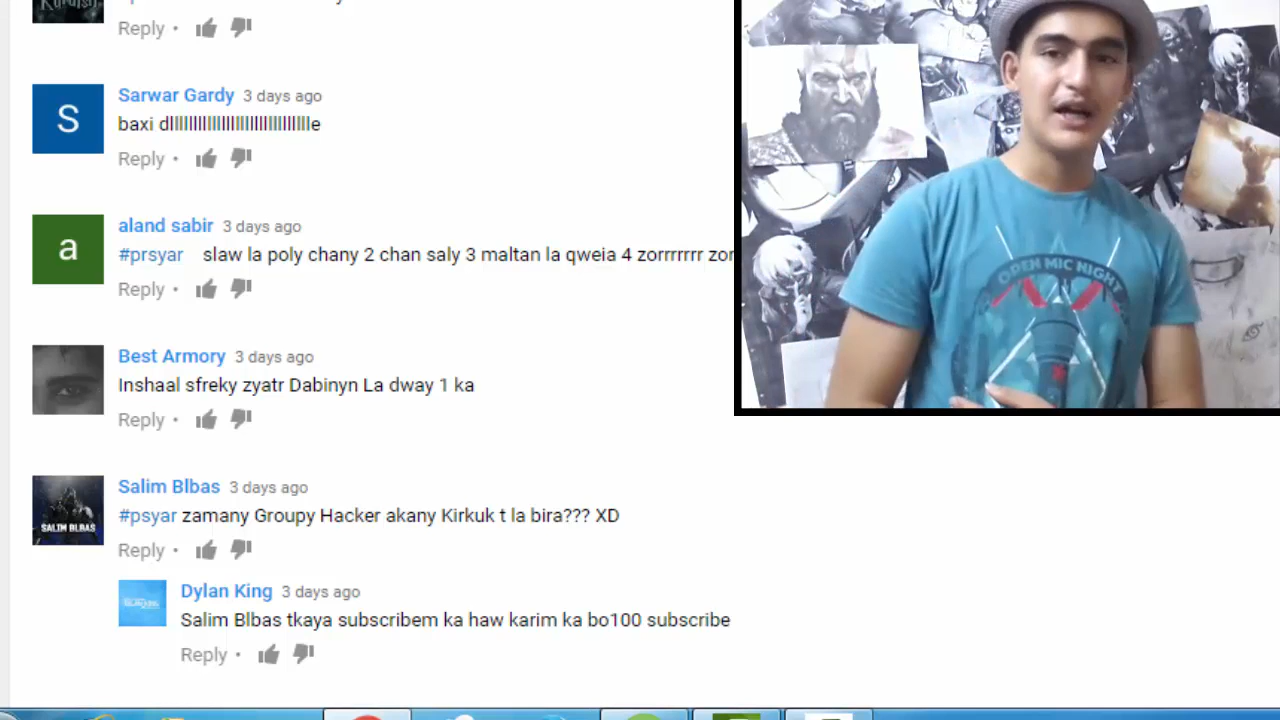 Reply •
Sarwar Gardy 3 days ago
baxi dlllllllllllllllllllllllllllllle
Reply •
aland sabir 3 days ago
#prsyar slaw la poly chany 2 chan saly 3 maltan la qweia 4 zorrrrrrr zor
Reply •
OPEN MIC NIGHT
Best Armory 3 days ago
Inshaal sfreky zyatr Dabinyn La dway 1 ka
Reply •
Salim Blbas 3 days ago
#psyar zamany Groupy Hacker akany Kirkuk t la bira??? XD
SALIM BLBAS
Reply •
Dylan King 3 days ago
Salim Blbas tkaya subscribem ka haw karim ka bo100 subscribe
Reply •